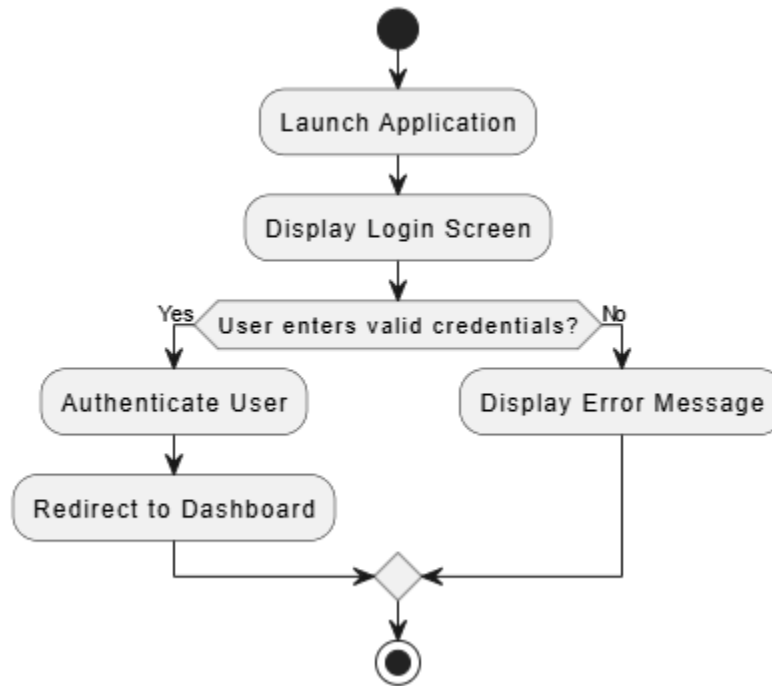 Launch Application
Display Login Screen
User enters valid credentials?
Yes
No
Authenticate User
Display Error Message
Redirect to Dashboard